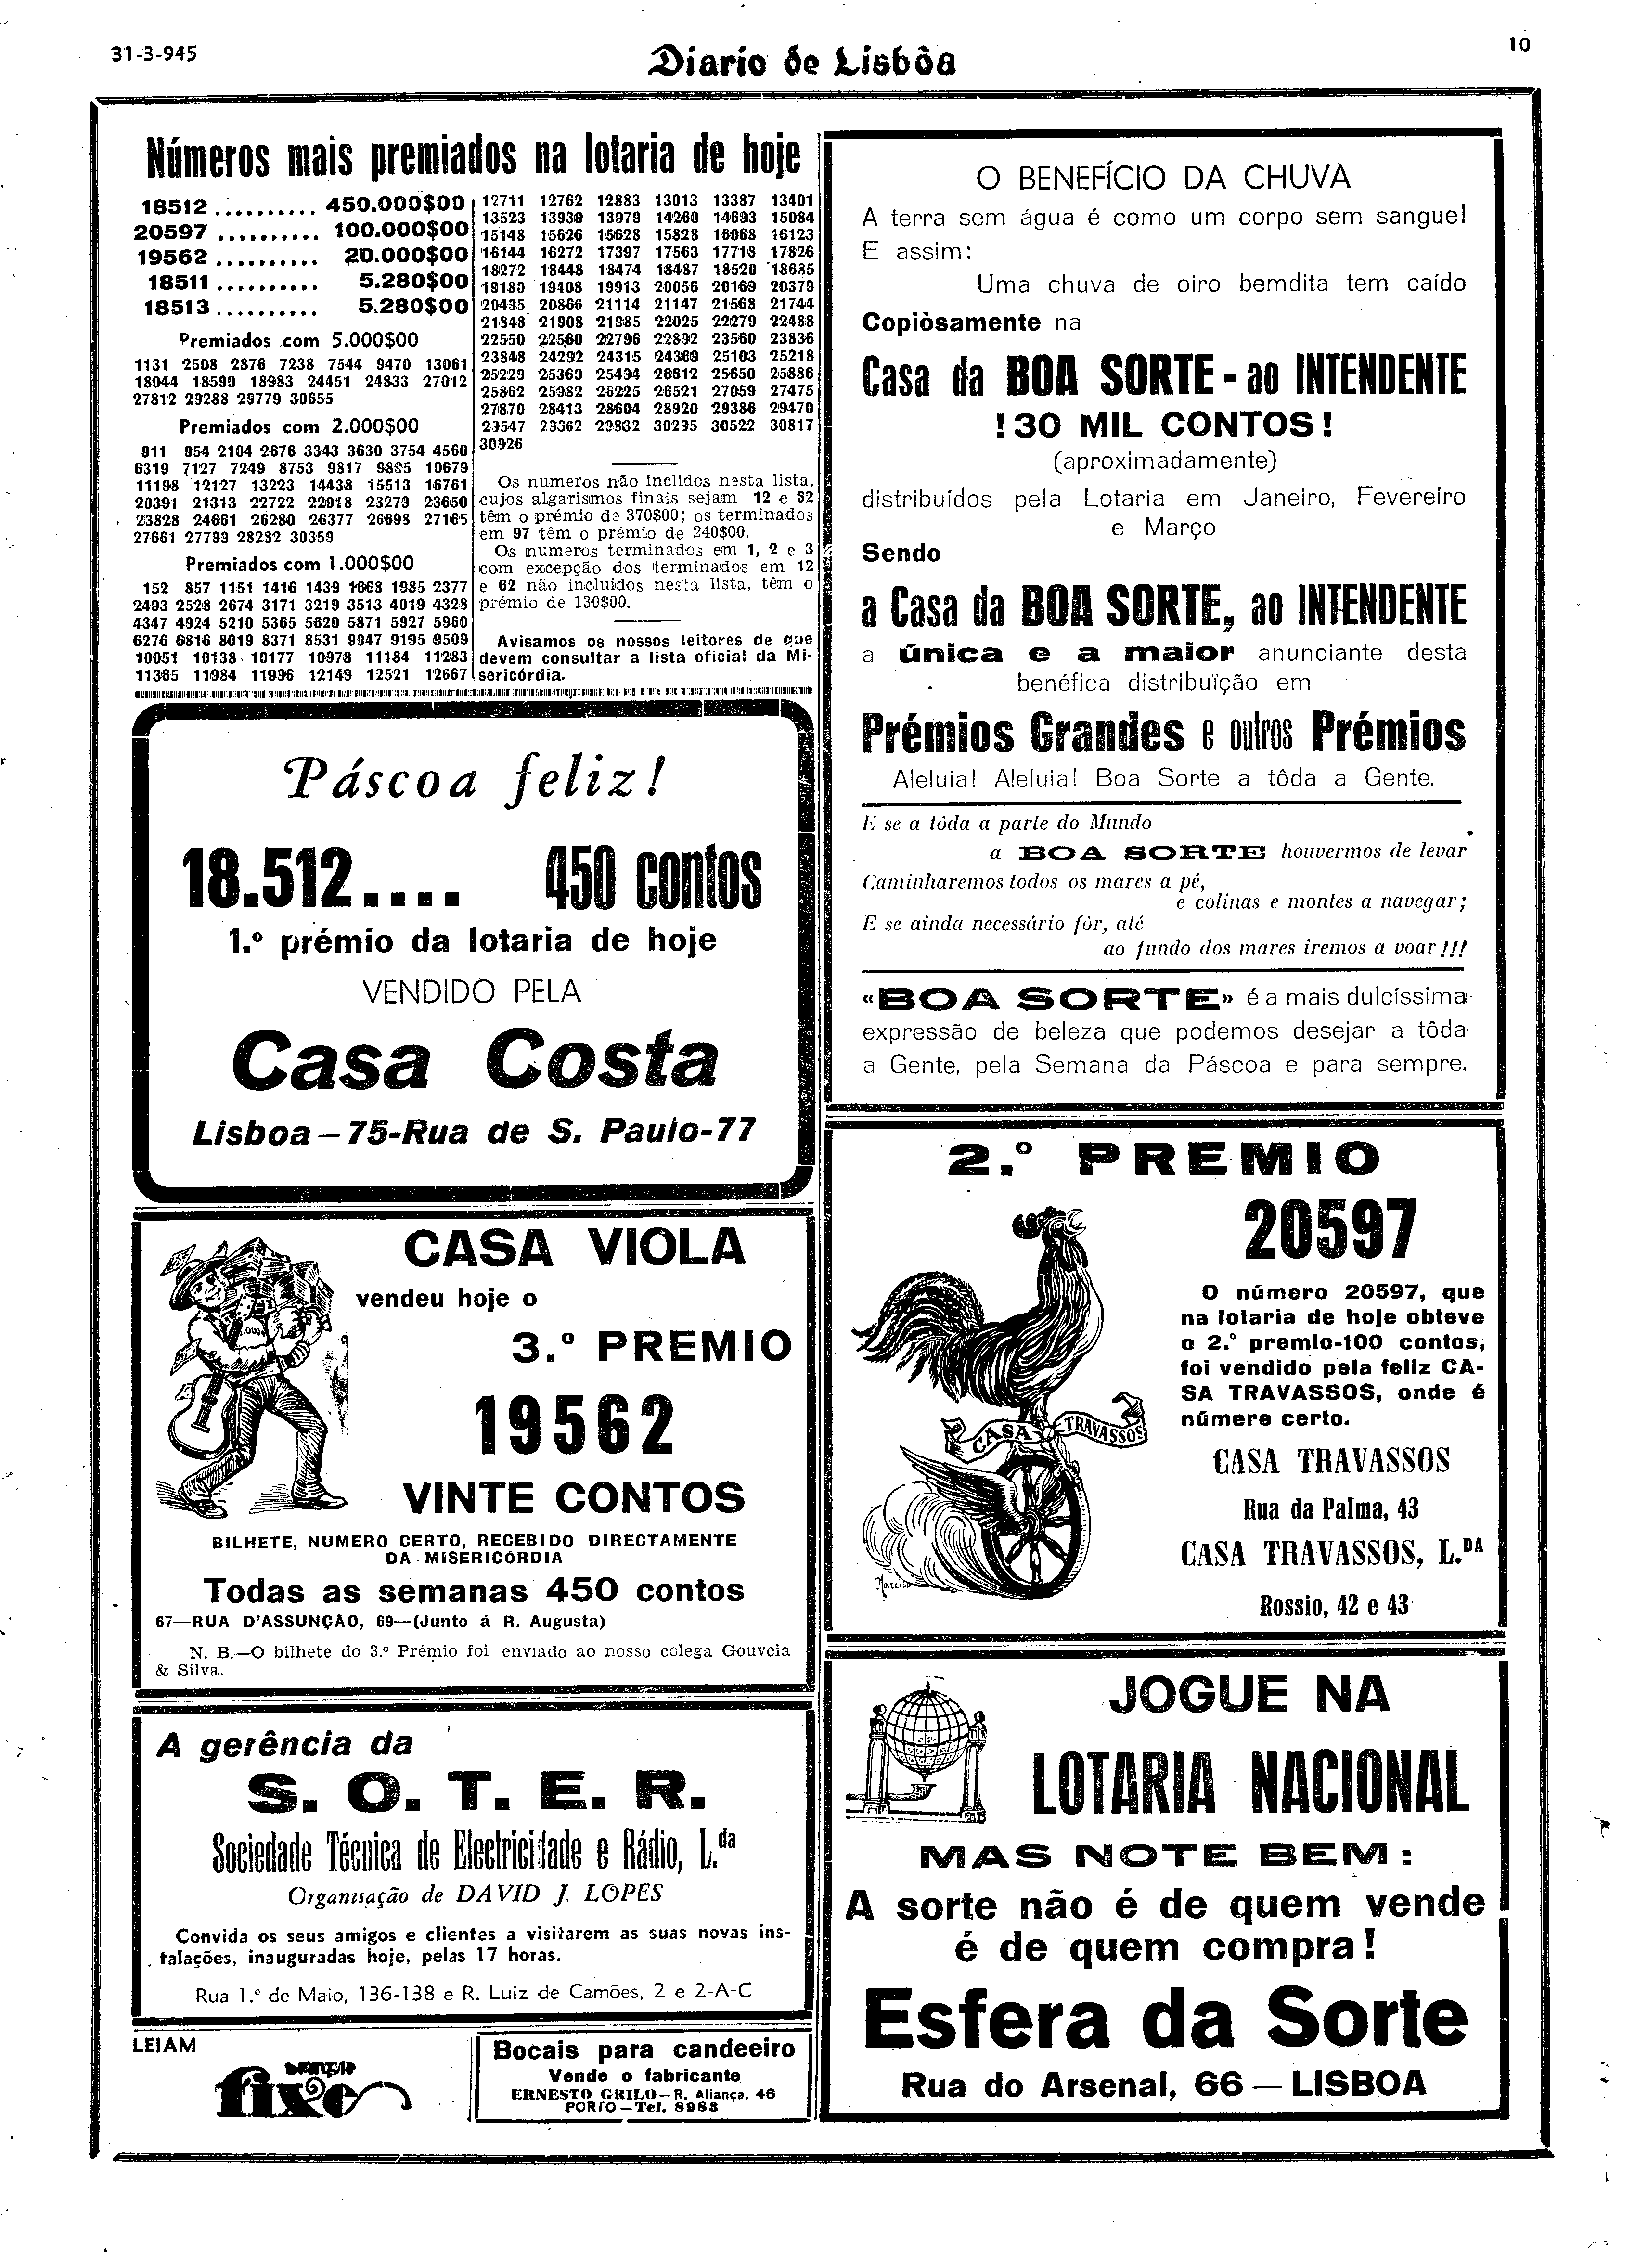 31-3-945
Diario de Lisbôa
10
Números mais premiados na lotaria de hoje
18512 .......... 450.000$00
20597 .......... 100.000$00
19562 .......... 20.000$00
18511 .......... 5.280$00
18513 .......... 5.280$00
Premiados com 5.000$00
1131 2508 2876 7238 7544 9470 13061
18044 18590 18983 24451 24833 27012
27812 29288 29779 30655
Premiados com 2.000$00
911 954 2104 2676 3343 3630 3754 4560
6319 7127 7249 8753 9817 9895 10679
11198 12127 13223 14438 15513 16761
20391 21313 22722 22918 23273 23650
23828 24661 26280 26377 26698 27165
27661 27799 28282 30359
Premiados com 1.000$00
152 857 1151 1416 1439 1668 1985 2377
2493 2528 2674 3171 3219 3513 4019 4328
4347 4924 5210 5365 5620 5871 5927 5960
6276 6816 8019 8371 8531 9047 9195 9509
10051 10138 10177 10978 11184 11283
11365 11984 11996 12149 12521 12667
12711 12762 12883 13013 13387 13401
13523 13939 13979 14260 14693 15084
15148 15626 15628 15828 16068 16123
16144 16272 17397 17563 17718 17826
18272 18448 18474 18487 18520 18685
19180 19408 19913 20056 20169 20379
20495 20866 21114 21147 21568 21744
21848 21908 21985 22025 22279 22488
22550 22560 22796 22892 23560 23836
23848 24292 24315 24369 25103 25218
25229 25360 25494 26612 25650 25886
25862 25982 26225 26521 27059 27475
27870 28413 28604 28920 29386 29470
29547 29832 30295 30522 30817
30926
Os numeros não inclidos nesta lista,
cujos algarismos finais sejam 12 e 62
têm o prémio de 370$00; os terminados
em 97 têm o prémio de 240$00.
Os numeros terminados em 1, 2 e 3
com excepção dos terminados em 12
e 62 não incluidos nesta lista, têm o
prémio de 130$00.
Avisamos os nossos leitores de que
devem consultar a lista oficial da Mi-
sericórdia.
Páscoa feliz!
18.512.... 450 contos
1.º prémio da lotaria de hoje
VENDIDO PELA
Casa Costa
Lisboa – 75-Rua de S. Paulo-77
CASA VIOLA
vendeu hoje o
3.º PREMIO
19562
VINTE CONTOS
BILHETE, NUMERO CERTO, RECEBIDO DIRECTAMENTE
DA MISERICÓRDIA
Todas as semanas 450 contos
67—RUA D'ASSUNÇÃO, 69—(Junto á R. Augusta)
N. B.—O bilhete do 3.º Prémio foi enviado ao nosso colega Gouveia
& Silva.
A gerência da
S. O. T. E. R.
Sociedade Técnica de Electricidade e Rádio, L.da
Organisação de DAVID J. LOPES
Convida os seus amigos e clientes a visitarem as suas novas ins-
talações, inauguradas hoje, pelas 17 horas.
Rua 1.º de Maio, 136-138 e R. Luiz de Camões, 2 e 2-A-C
LEIAM
fixe
Bocais para candeeiro
Vende o fabricante
ERNESTO GRILO—R. Aliança, 46
PORTO—Tel. 8983
O BENEFÍCIO DA CHUVA
A terra sem água é como um corpo sem sangue!
E assim:
Uma chuva de oiro bemdita tem caído
Copiòsamente na
Casa da BOA SORTE - ao INTENDENTE
!30 MIL CONTOS!
(aproximadamente)
distribuídos pela Lotaria em Janeiro, Fevereiro
e Março
Sendo
a Casa da BOA SORTE, ao INTENDENTE
a única e a maior anunciante desta
benéfica distribuïção em
Prémios Grandes e outros Prémios
Aleluia! Aleluia! Boa Sorte a tôda a Gente.
E se a tôda a parte do Mundo
a BOA SORTE houvermos de levar
Caminharemos todos os mares a pé,
e colinas e montes a navegar;
E se ainda necessário fôr, até
ao fundo dos mares iremos a voar!!!
«BOA SORTE» é a mais dulcíssima
expressão de beleza que podemos desejar a tôda
a Gente, pela Semana da Páscoa e para sempre.
2.º PREMIO
20597
O número 20597, que
na lotaria de hoje obteve
o 2.º premio-100 contos,
foi vendido pela feliz CA-
SA TRAVASSOS, onde é
númere certo.
CASA TRAVASSOS
CASA TRAVASSOS
Rua da Palma, 43
CASA TRAVASSOS, L.DA
Rossio, 42 e 43
JOGUE NA
LOTARIA NACIONAL
MAS NOTE BEM:
A sorte não é de quem vende
é de quem compra!
Esfera da Sorte
Rua do Arsenal, 66 — LISBOA